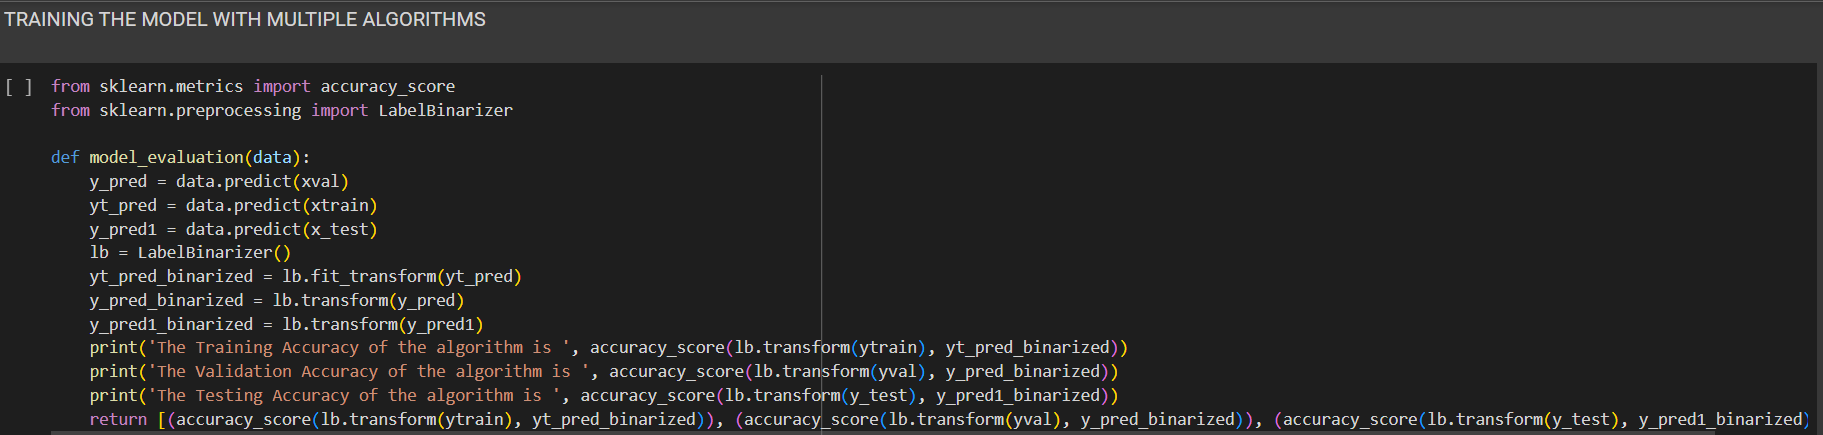 TRAINING THE MODEL WITH MULTIPLE ALGORITHMS
[ ] from sklearn.metrics import accuracy_score
from sklearn.preprocessing import LabelBinarizer
def model_evaluation(data):
    y_pred = data.predict(xval)
    yt_pred = data.predict(xtrain)
    y_pred1 = data.predict(x_test)
    lb = LabelBinarizer()
    yt_pred_binarized = lb.fit_transform(yt_pred)
    y_pred_binarized = lb.transform(y_pred)
    y_pred1_binarized = lb.transform(y_pred1)
    print('The Training Accuracy of the algorithm is ', accuracy_score(lb.transform(ytrain), yt_pred_binarized))
    print('The Validation Accuracy of the algorithm is ', accuracy_score(lb.transform(yval), y_pred_binarized))
    print('The Testing Accuracy of the algorithm is ', accuracy_score(lb.transform(y_test), y_pred1_binarized))
    return [(accuracy_score(lb.transform(ytrain), yt_pred_binarized)), (accuracy_score(lb.transform(yval), y_pred_binarized)), (accuracy_score(lb.transform(y_test), y_pred1_binarized)